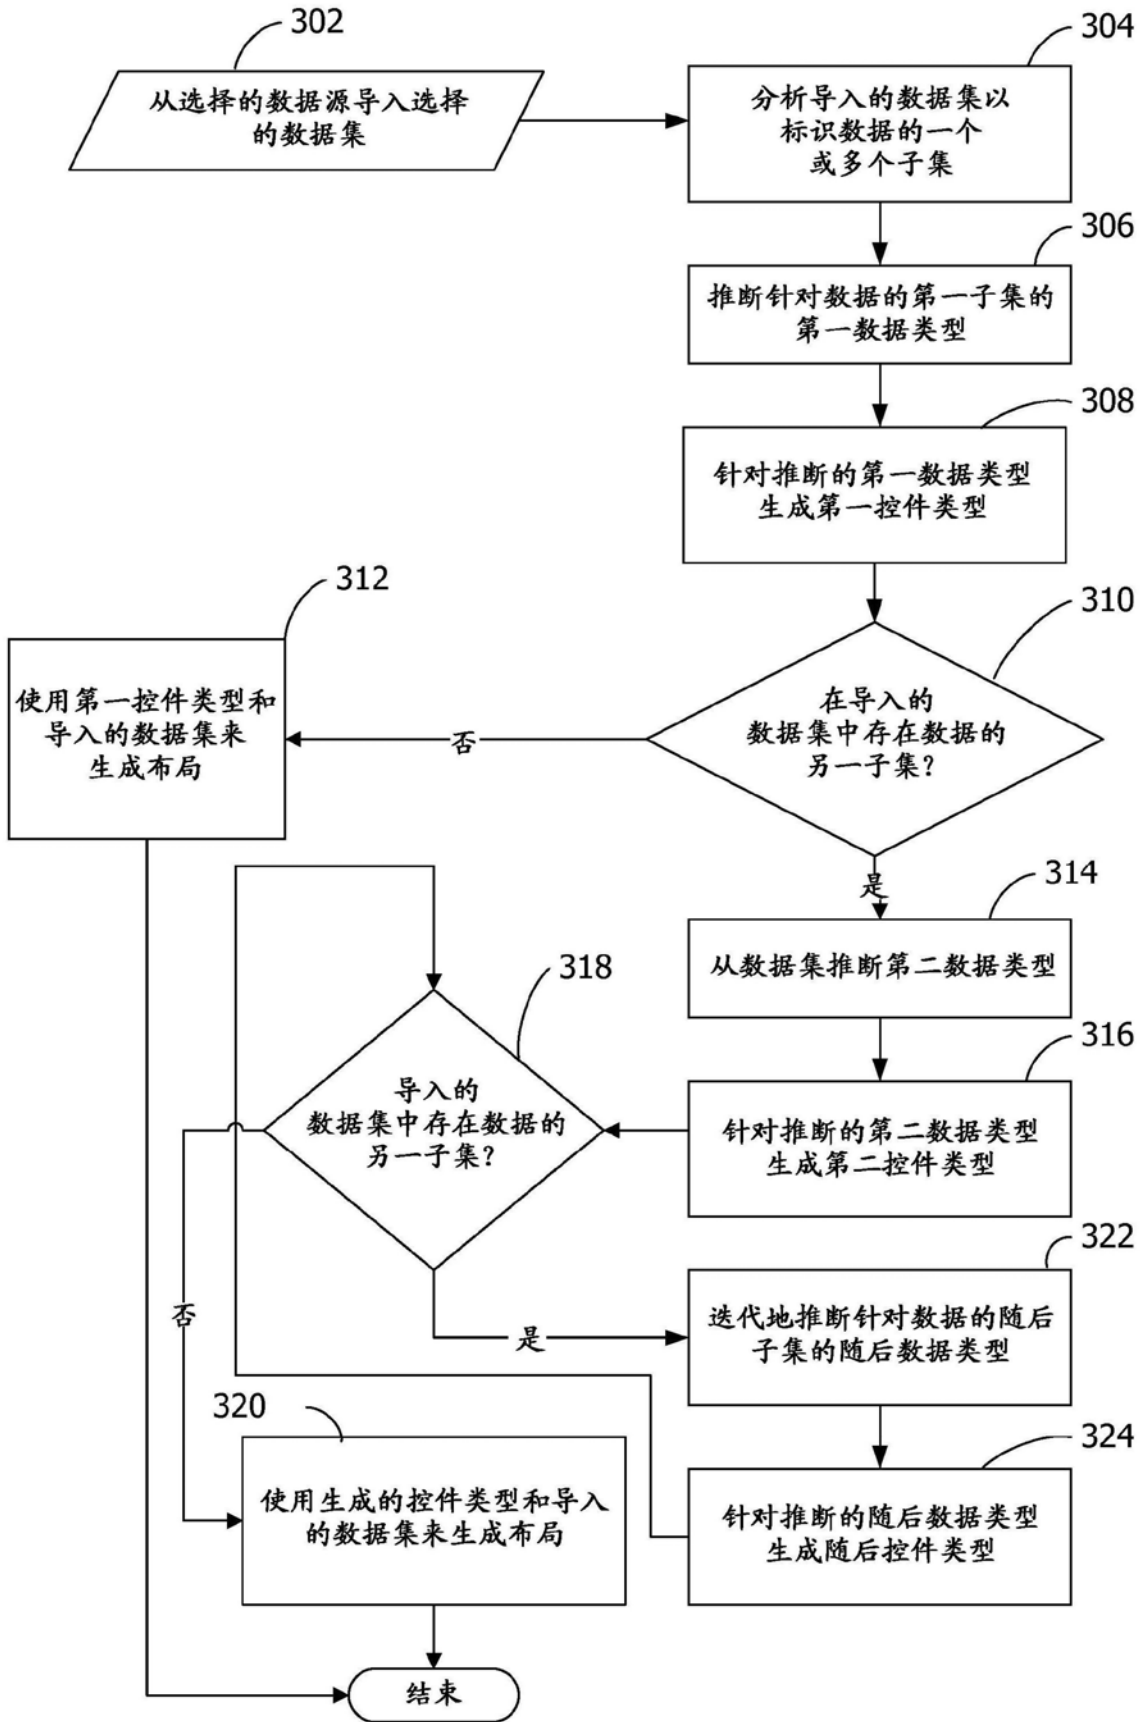 302
从选择的数据源导入选择
的数据集
304
分析导入的数据集以
标识数据的一个
或多个子集
306
推断针对数据的第一子集的
第一数据类型
308
针对推断的第一数据类型
生成第一控件类型
310
在导入的
数据集中存在数据的
另一子集?
否
312
使用第一控件类型和
导入的数据集来
生成布局
是
314
从数据集推断第二数据类型
316
针对推断的第二数据类型
生成第二控件类型
318
导入的
数据集中存在数据的
另一子集?
否
是
322
迭代地推断针对数据的随后
子集的随后数据类型
324
针对推断的随后数据类型
生成随后控件类型
320
使用生成的控件类型和导入
的数据集来生成布局
结束